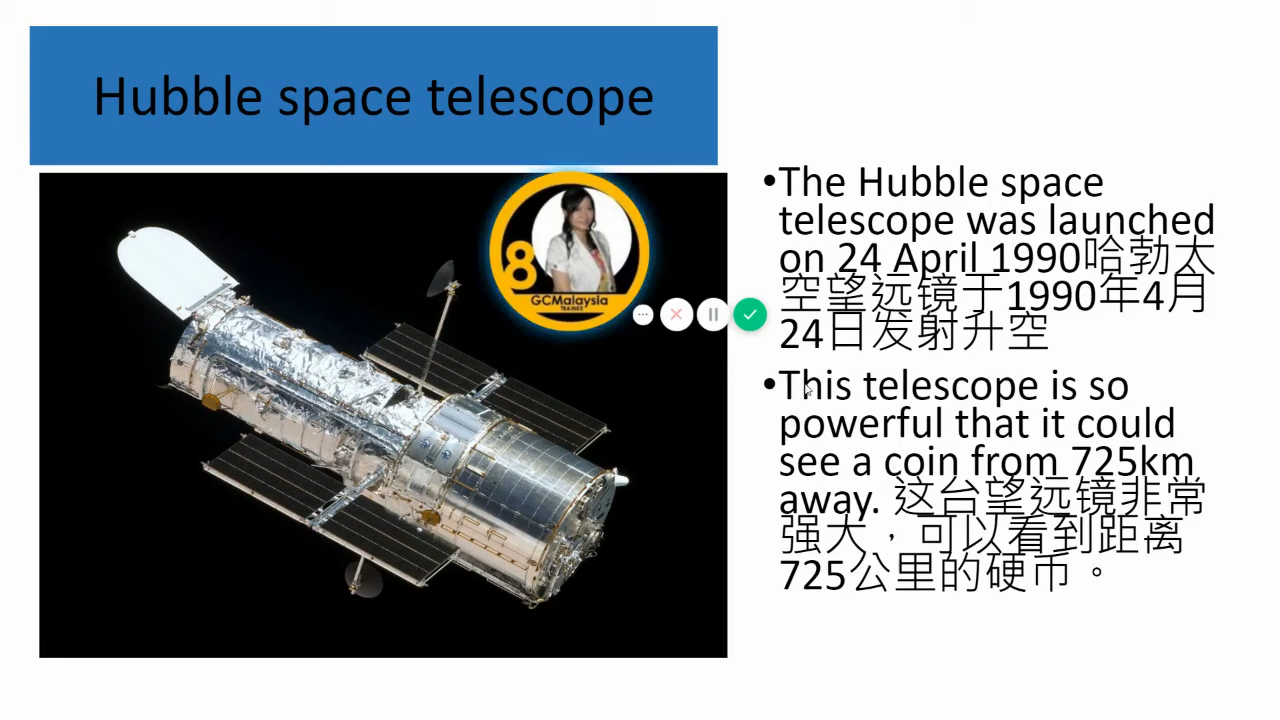 Hubble space telescope
8
GCMalaysia
TRAINER
•The Hubble space
telescope was launched
on 24 April 1990哈勃太
空望远镜于1990年4月
24日发射升空
•This telescope is so
powerful that it could
see a coin from 725km
away. 这台望远镜非常
强大，可以看到距离
725公里的硬币。